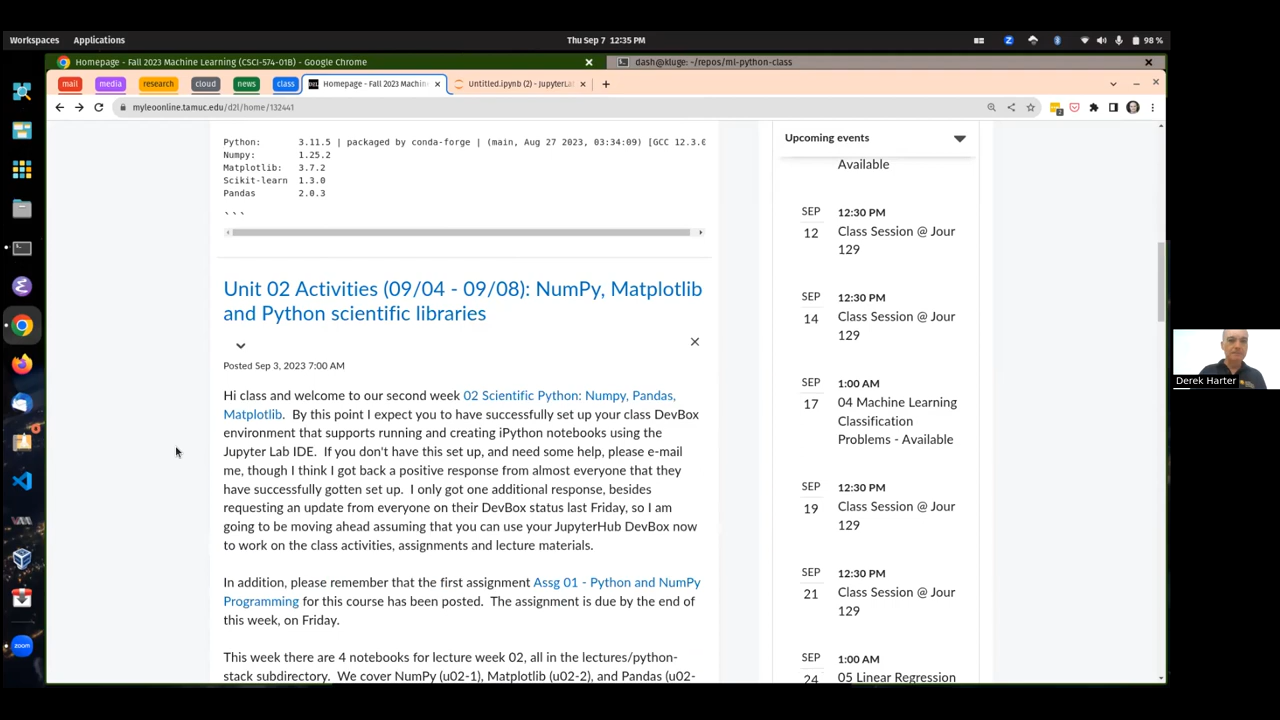 Workspaces Applications Thu Sep 7 12:35 PM 98 %
Homepage - Fall 2023 Machine Learning (CSCI-574-01B) - Google Chrome
dash@kluge: ~/repos/ml-python-class
mail media research cloud news class Homepage - Fall 2023 Machin Untitled.ipynb (2) - JupyterLa
myleoonline.tamuc.edu/d2l/home/132441
Python: 3.11.5 | packaged by conda-forge | (main, Aug 27 2023, 03:34:09) [GCC 12.3.0
Numpy: 1.25.2
Matplotlib: 3.7.2
Scikit-learn 1.3.0
Pandas 2.0.3
```
Unit 02 Activities (09/04 - 09/08): NumPy, Matplotlib
and Python scientific libraries
Posted Sep 3, 2023 7:00 AM
Hi class and welcome to our second week 02 Scientific Python: Numpy, Pandas,
Matplotlib. By this point I expect you to have successfully set up your class DevBox
environment that supports running and creating iPython notebooks using the
Jupyter Lab IDE. If you don't have this set up, and need some help, please e-mail
me, though I think I got back a positive response from almost everyone that they
have successfully gotten set up. I only got one additional response, besides
requesting an update from everyone on their DevBox status last Friday, so I am
going to be moving ahead assuming that you can use your JupyterHub DevBox now
to work on the class activities, assignments and lecture materials.
In addition, please remember that the first assignment Assg 01 - Python and NumPy
Programming for this course has been posted. The assignment is due by the end of
this week, on Friday.
This week there are 4 notebooks for lecture week 02, all in the lectures/python-
stack subdirectory. We cover NumPy (u02-1), Matplotlib (u02-2), and Pandas (u02-
Upcoming events
Available
SEP 12:30 PM
12 Class Session @ Jour
129
SEP 12:30 PM
14 Class Session @ Jour
129
SEP 1:00 AM
17 04 Machine Learning
Classification
Problems - Available
SEP 12:30 PM
19 Class Session @ Jour
129
SEP 12:30 PM
21 Class Session @ Jour
129
SEP 1:00 AM
24 05 Linear Regression
Derek Harter
zoom